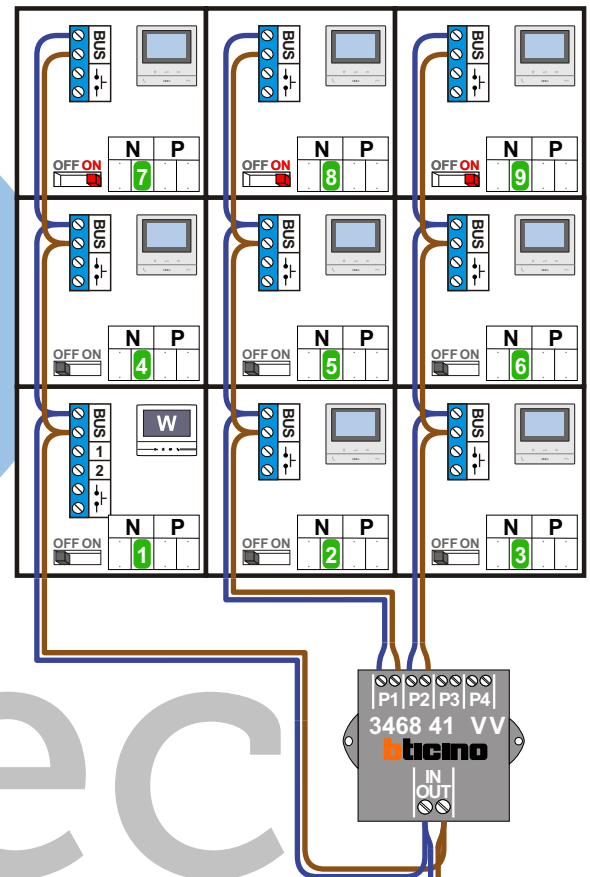 BUS BUS BUS
N P N P N P
OFF ON 7 OFF ON 8 OFF ON 9
BUS BUS BUS
N P N P N P
OFF ON 4 OFF ON 5 OFF ON 6
BUS W BUS BUS
1
2
N P N P N P
OFF ON 1 OFF ON 2 OFF ON 3
P1 P2 P3 P4
3468 41 VV
bticino
IN
OUT
ec